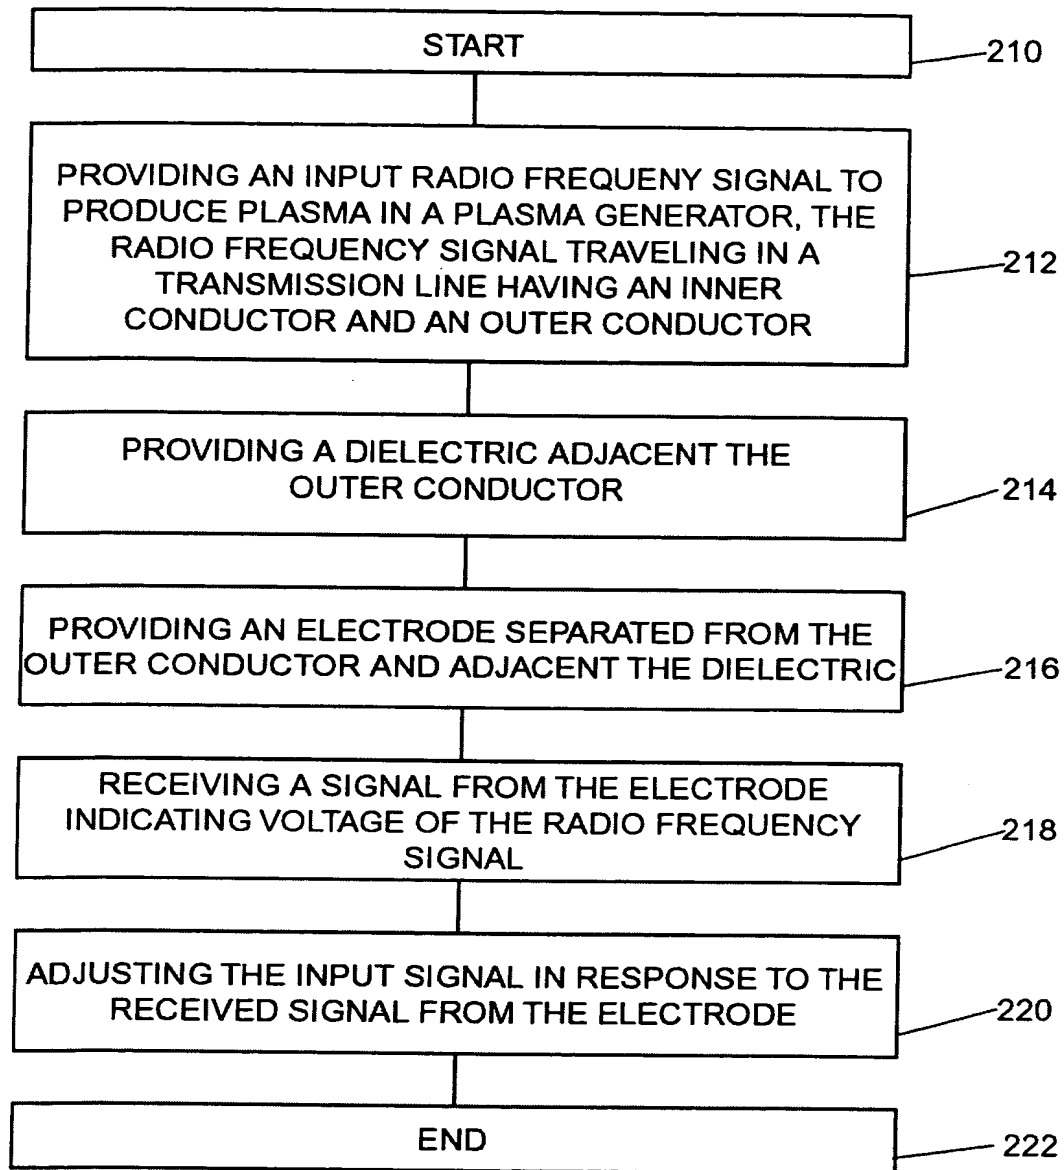 START
210
PROVIDING AN INPUT RADIO FREQUENY SIGNAL TO
PRODUCE PLASMA IN A PLASMA GENERATOR, THE
RADIO FREQUENCY SIGNAL TRAVELING IN A
TRANSMISSION LINE HAVING AN INNER
CONDUCTOR AND AN OUTER CONDUCTOR
212
PROVIDING A DIELECTRIC ADJACENT THE
OUTER CONDUCTOR
214
PROVIDING AN ELECTRODE SEPARATED FROM THE
OUTER CONDUCTOR AND ADJACENT THE DIELECTRIC
216
RECEIVING A SIGNAL FROM THE ELECTRODE
INDICATING VOLTAGE OF THE RADIO FREQUENCY
SIGNAL
218
ADJUSTING THE INPUT SIGNAL IN RESPONSE TO THE
RECEIVED SIGNAL FROM THE ELECTRODE
220
END
222